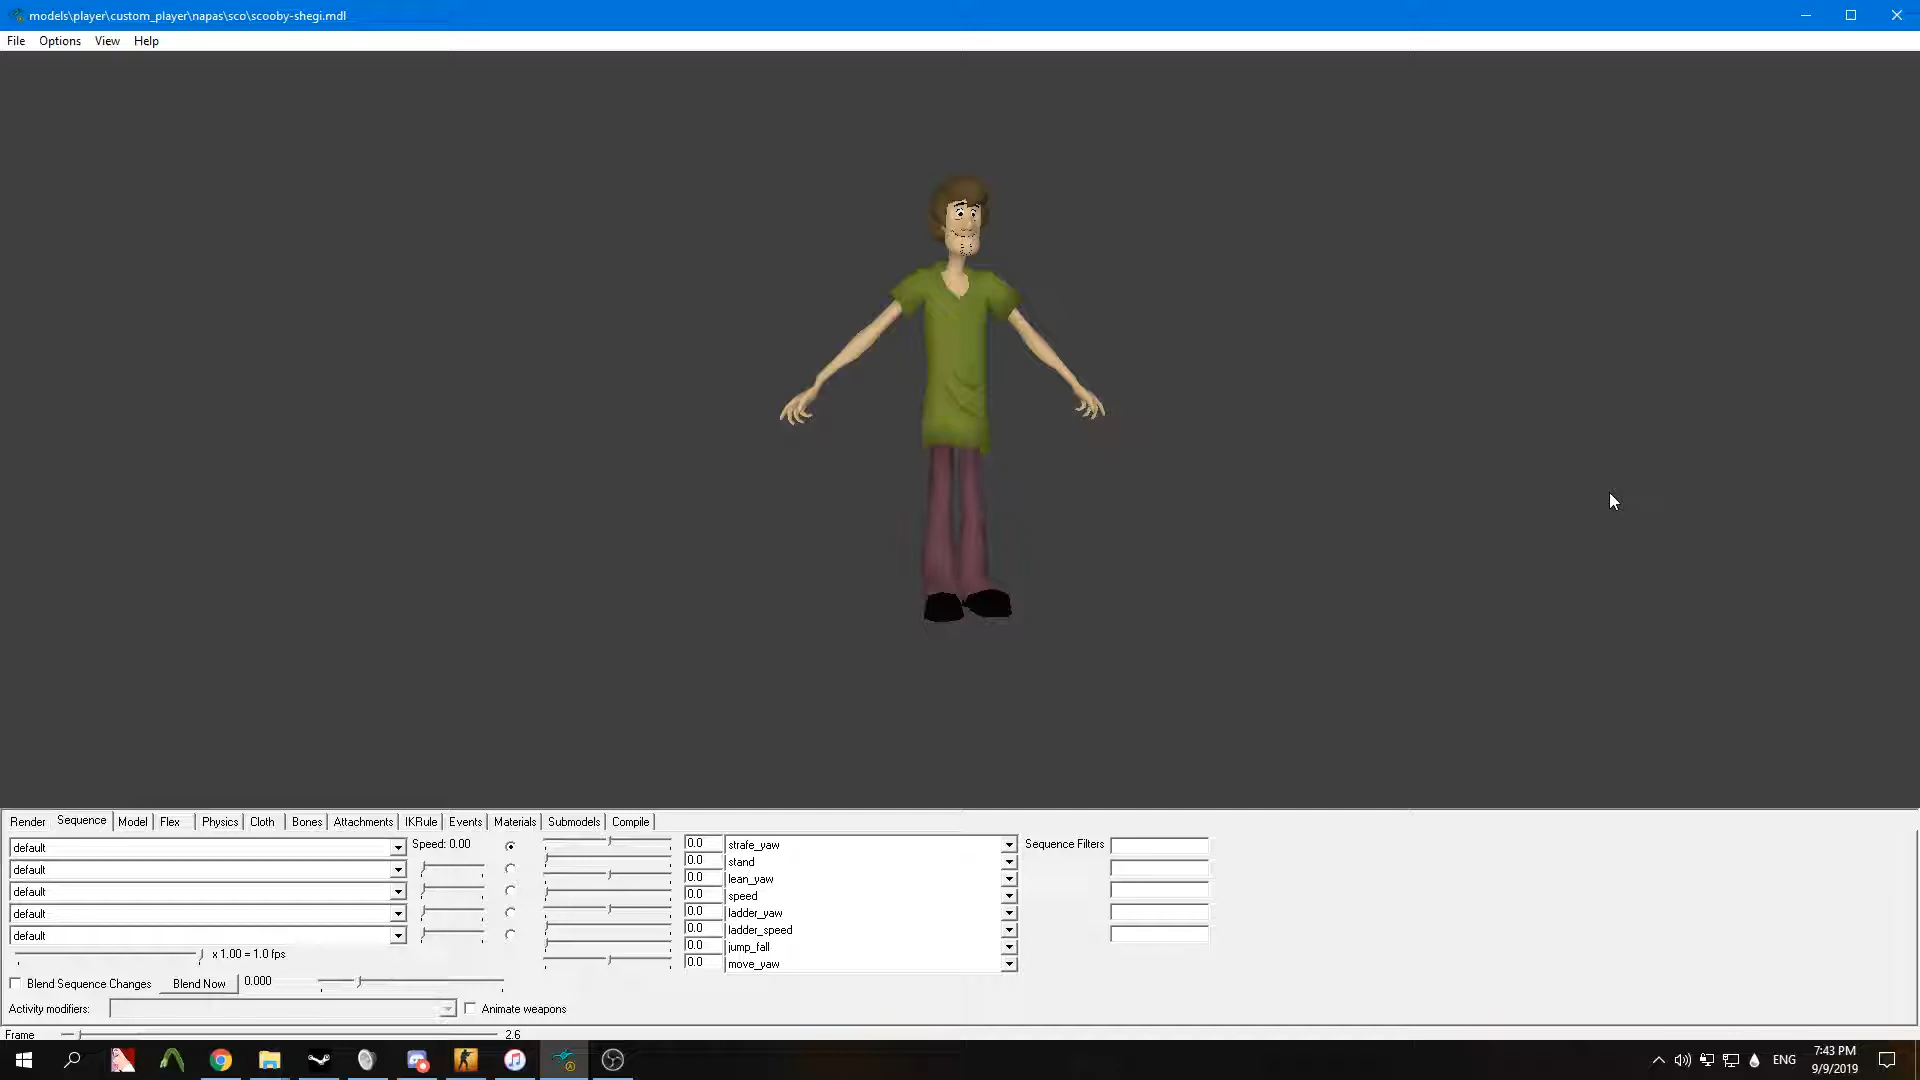 models\player\custom_player\napas\sco\scooby-shegi.mdl
File Options View Help
Render Sequence Model Flex Physics Cloth Bones Attachments IKRule Events Materials Submodels Compile
default Speed: 0.00 0.0 strafe_yaw Sequence Filters
default 0.0 stand
default 0.0 lean_yaw
default 0.0 speed
default 0.0 ladder_yaw
0.0 ladder_speed
0.0 jump_fall
0.0 move_yaw
x 1.00 = 1.0 fps
Blend Sequence Changes Blend Now 0.000
Activity modifiers: Animate weapons
Frame 2.6
ENG 7:43 PM
9/9/2019